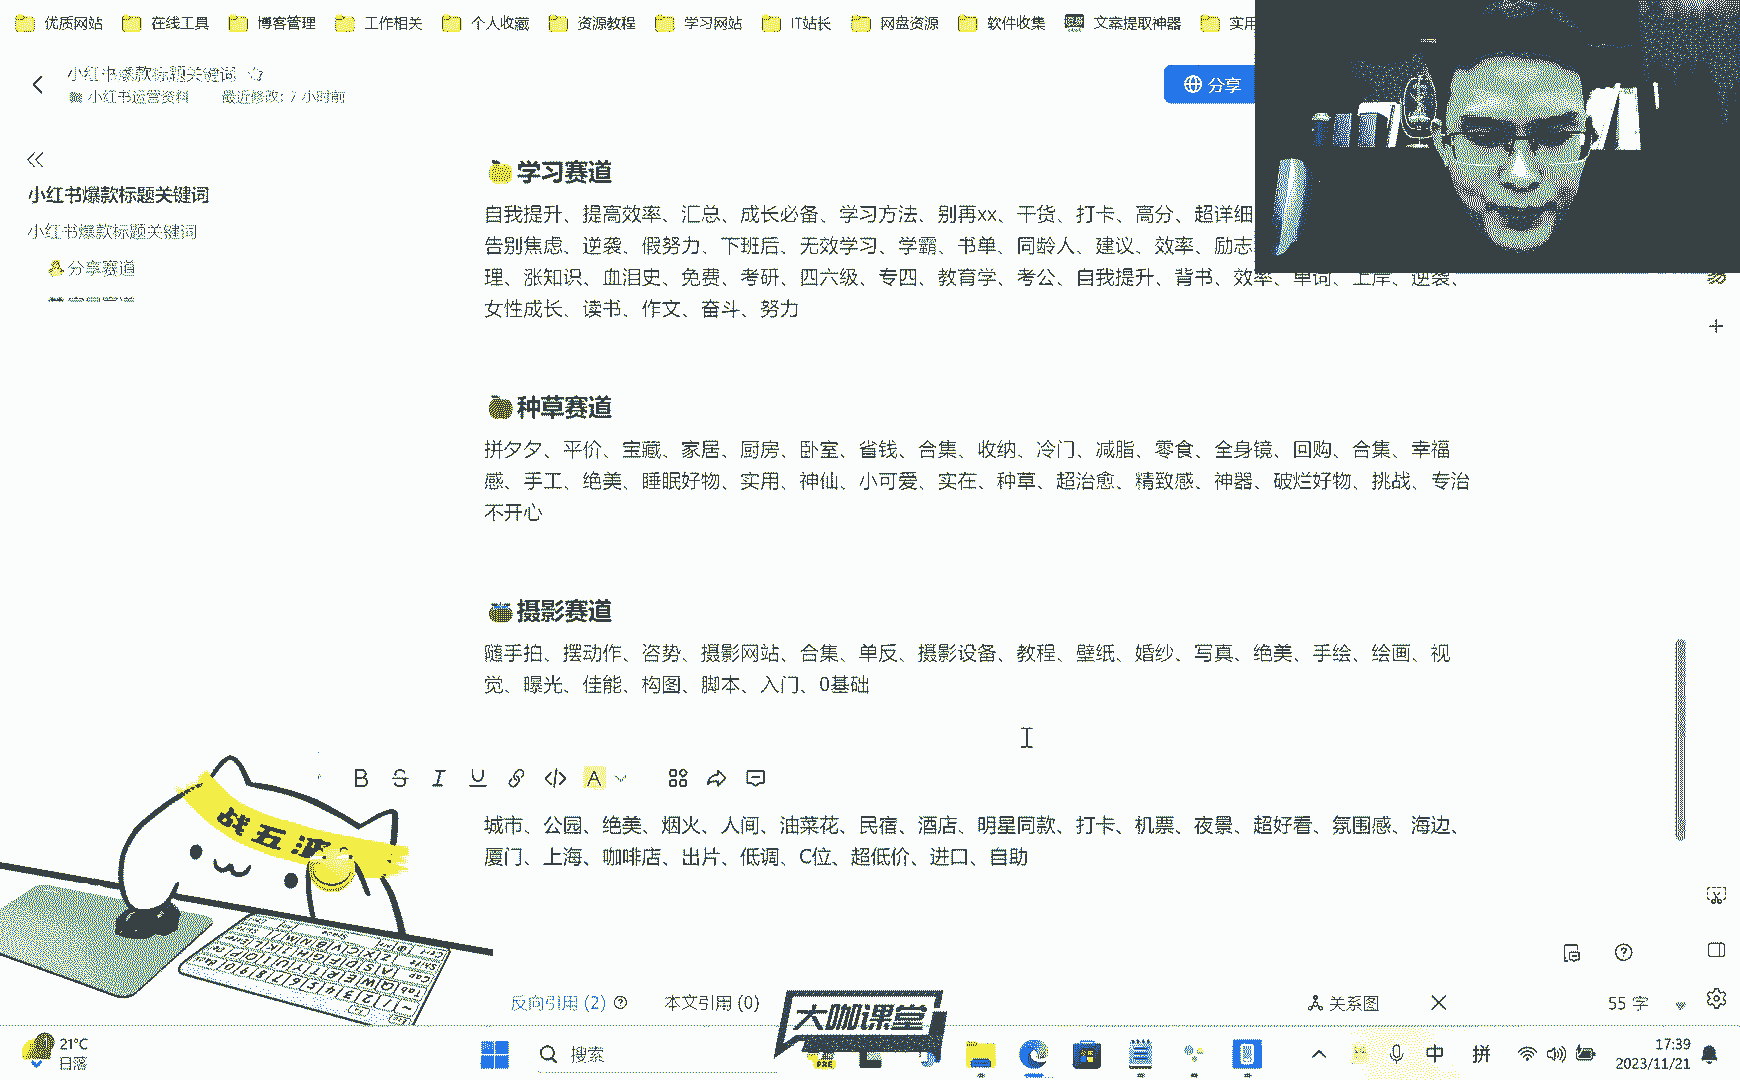 优质网站 在线工具 博客管理 工作相关 个人收藏 资源教程 学习网站 IT站长 网盘资源 软件收集 文案提取神器 实用
小红书爆款标题关键词
小红书运营资料 最近修改: 7 小时前
分享
小红书爆款标题关键词
小红书爆款标题关键词
分享赛道
学习赛道
自我提升、提高效率、汇总、成长必备、学习方法、别再xx、干货、打卡、高分、超详细
告别焦虑、逆袭、假努力、下班后、无效学习、学霸、书单、同龄人、建议、效率、励志
理、涨知识、血泪史、免费、考研、四六级、专四、教育学、考公、自我提升、背书、效率、单词、上岸、逆袭、
女性成长、读书、作文、奋斗、努力
种草赛道
拼夕夕、平价、宝藏、家居、厨房、卧室、省钱、合集、收纳、冷门、减脂、零食、全身镜、回购、合集、幸福
感、手工、绝美、睡眠好物、实用、神仙、小可爱、实在、种草、超治愈、精致感、神器、破烂好物、挑战、专治
不开心
摄影赛道
随手拍、摆动作、咨势、摄影网站、合集、单反、摄影设备、教程、壁纸、婚纱、写真、绝美、手绘、绘画、视
觉、曝光、佳能、构图、脚本、入门、0基础
B S I U A
城市、公园、绝美、烟火、人间、油菜花、民宿、酒店、明星同款、打卡、机票、夜景、超好看、氛围感、海边、
厦门、上海、咖啡店、出片、低调、C位、超低价、进口、自助
战五渣
反向引用 (2) 本文引用 (0) 关系图 55 字
大咖课堂
21°C
日落
搜索
PRE
中 拼
17:39
2023/11/21